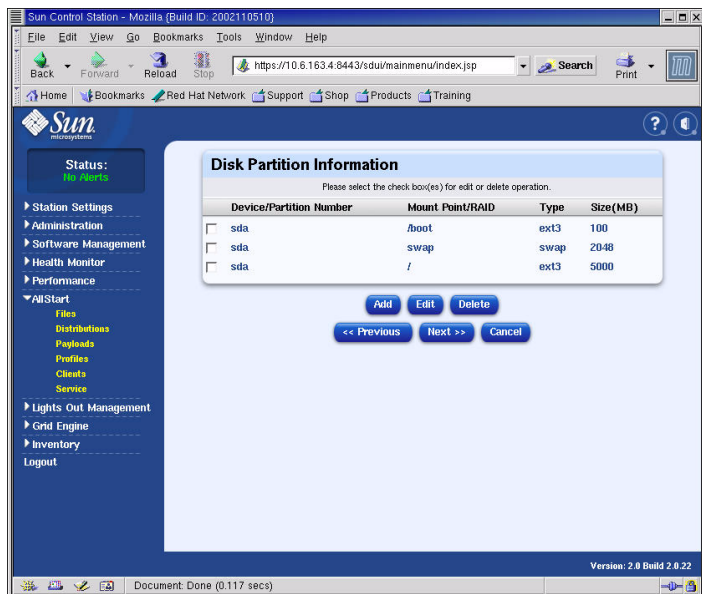 Sun Control Station - Mozilla {Build ID: 2002110510}
File Edit View Go Bookmarks Tools Window Help
Back Forward Reload Stop https://10.6.163.4:8443/sdui/mainmenu/index.jsp Search Print
Home Bookmarks Red Hat Network Support Shop Products Training
Sun
microsystems
Status:
No Alerts
Station Settings
Administration
Software Management
Health Monitor
Performance
AllStart
Files
Distributions
Payloads
Profiles
Clients
Service
Lights Out Management
Grid Engine
Inventory
Logout
Disk Partition Information
Please select the check box(es) for edit or delete operation.
Device/Partition Number Mount Point/RAID Type Size(MB)
sda /boot ext3 100
sda swap swap 2048
sda / ext3 5000
Add Edit Delete
<< Previous Next >> Cancel
Version: 2.0 Build 2.0.22
Document: Done (0.117 secs)